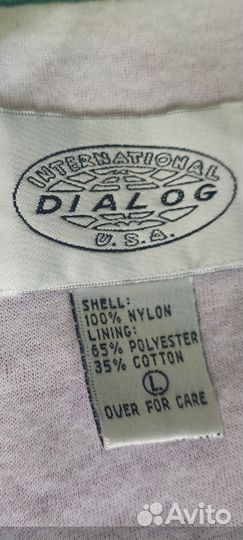 INTERNATIONAL
DIALOG
U.S.A.
SHELL:
100% NYLON
LINING:
65% POLYESTER
35% COTTON
L
OVER FOR CARE
Avito